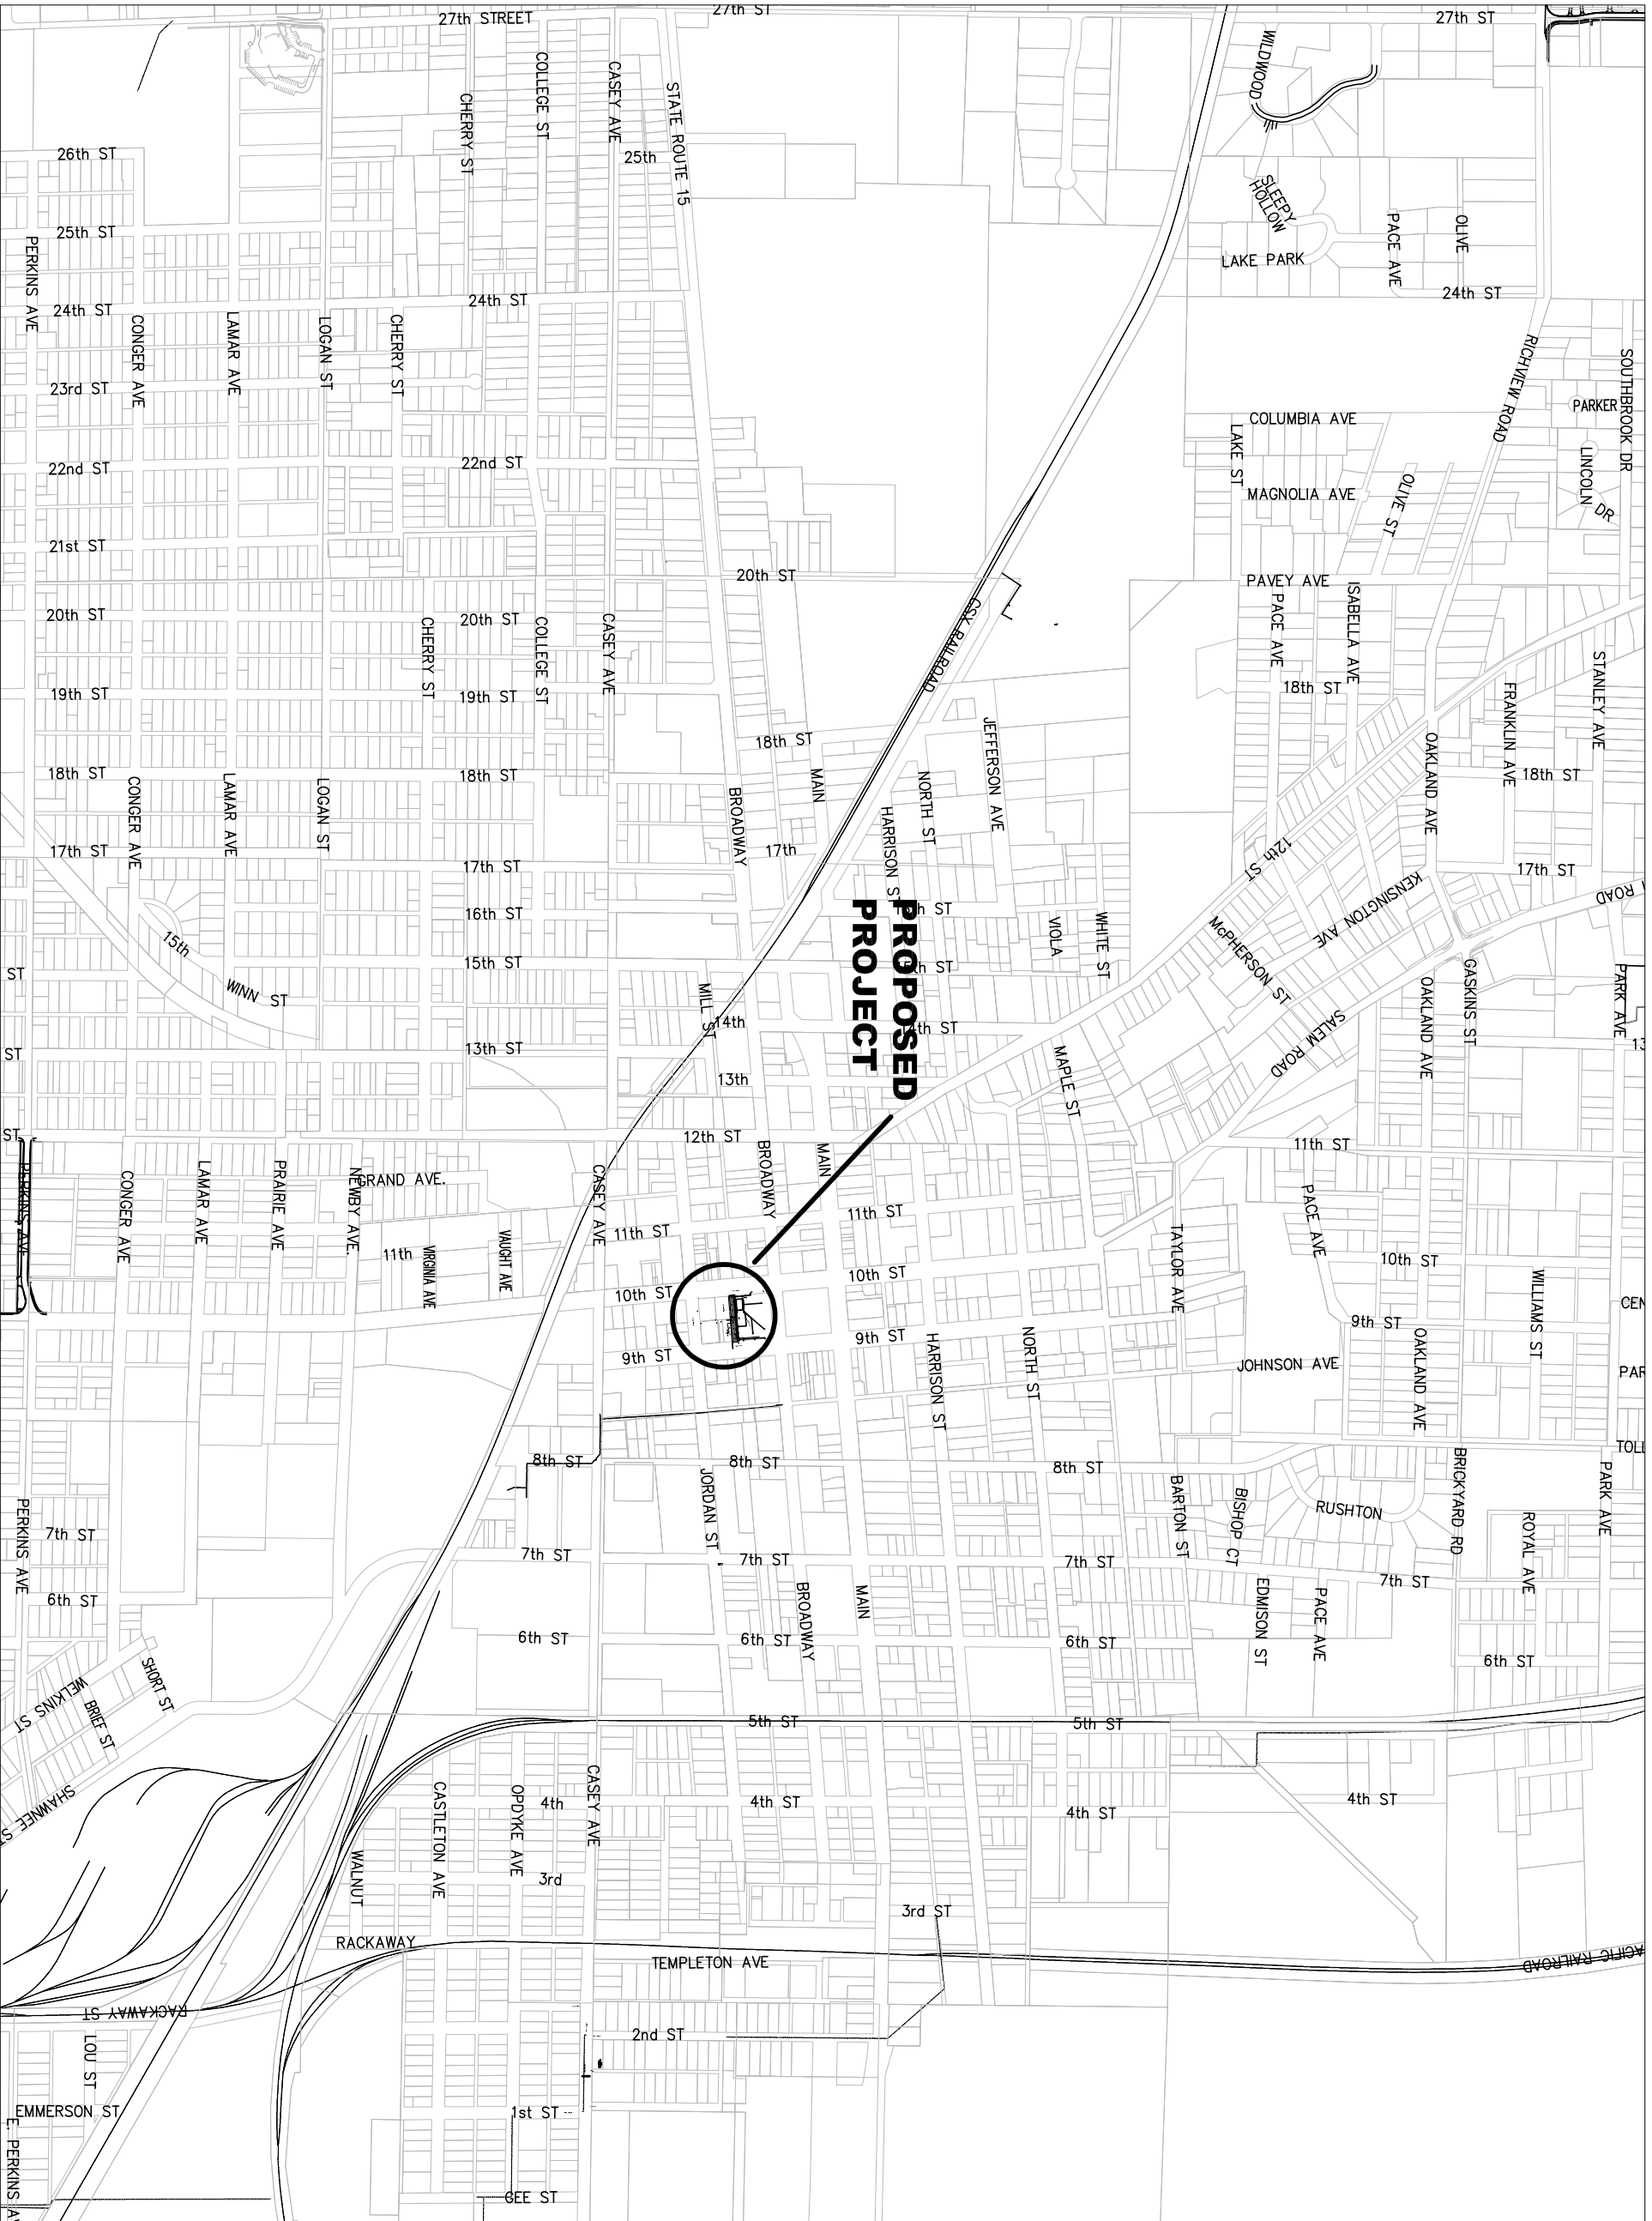 27th STREET
27th ST
27th ST
WILDWOOD
COLLEGE ST
CASEY AVE
CHERRY ST
STATE ROUTE 15
26th ST
25th
SLEEPY
HOLLOW
PACE AVE
OLIVE
25th ST
PERKINS AVE
LAKE PARK
24th ST
24th ST
24th ST
CONGER AVE
LAMAR AVE
LOGAN ST
CHERRY ST
RICHVIEW ROAD
SOUTHBROOK DR
23rd ST
PARKER
COLUMBIA AVE
LAKE ST
22nd ST
22nd ST
LINCOLN DR
MAGNOLIA AVE
OLIVE ST
21st ST
20th ST
PAVEY AVE
PACE AVE
ISABELLA AVE
CSX RAILROAD
20th ST
20th ST
CHERRY ST
COLLEGE ST
CASEY AVE
STANLEY AVE
19th ST
19th ST
18th ST
FRANKLIN AVE
JEFFERSON AVE
18th ST
OAKLAND AVE
18th ST
18th ST
18th ST
MAIN
NORTH ST
CONGER AVE
LAMAR AVE
LOGAN ST
BROADWAY
HARRISON ST
17th ST
17th
12th ST
17th ST
17th ST
KENSINGTON AVE
ROAD
PROPOSED
PROJECT
16th ST
VIOLA
WHITE ST
McPHERSON ST
15th
15th ST
ST
WINN ST
MILL ST
14th
OAKLAND AVE
GASKINS ST
PARK AVE
SALEM ROAD
13th ST
ST
MAPLE ST
13th
13
ST
12th ST
11th ST
BROADWAY
MAIN
PERKINS AVE
CONGER AVE
LAMAR AVE
PRAIRIE AVE
NEWBY AVE.
GRAND AVE.
CASEY AVE
PACE AVE
11th ST
11th ST
11th
VIRGINIA AVE
VAUGHT AVE
TAYLOR AVE
10th ST
10th ST
10th ST
WILLIAMS ST
CEN
9th ST
9th ST
9th ST
HARRISON ST
NORTH ST
JOHNSON AVE
OAKLAND AVE
PAR
8th ST
8th ST
8th ST
TOLL
JORDAN ST
BARTON ST
BISHOP CT
RUSHTON
BRICKYARD RD
PARK AVE
PERKINS AVE
7th ST
7th ST
7th ST
7th ST
ROYAL AVE
7th ST
6th ST
BROADWAY
MAIN
EDMISON ST
PACE AVE
6th ST
6th ST
6th ST
6th ST
SHORT ST
WELKINS ST
BRIEF ST
5th ST
5th ST
SHAWNEE ST
CASTLETON AVE
OPDYKE AVE
CASEY AVE
4th
4th ST
4th ST
4th ST
WALNUT
3rd
3rd ST
RACKAWAY
TEMPLETON AVE
ACIFIC RAILROAD
RACKAWAY ST
2nd ST
LOU ST
EMMERSON ST
1st ST
E. PERKINS AV
GEE ST